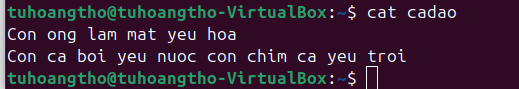 tuhoangtho@tuhoangtho-VirtualBox:~$ cat cadao
Con ong lam mat yeu hoa
Con ca boi yeu nuoc con chim ca yeu troi
tuhoangtho@tuhoangtho-VirtualBox:~$